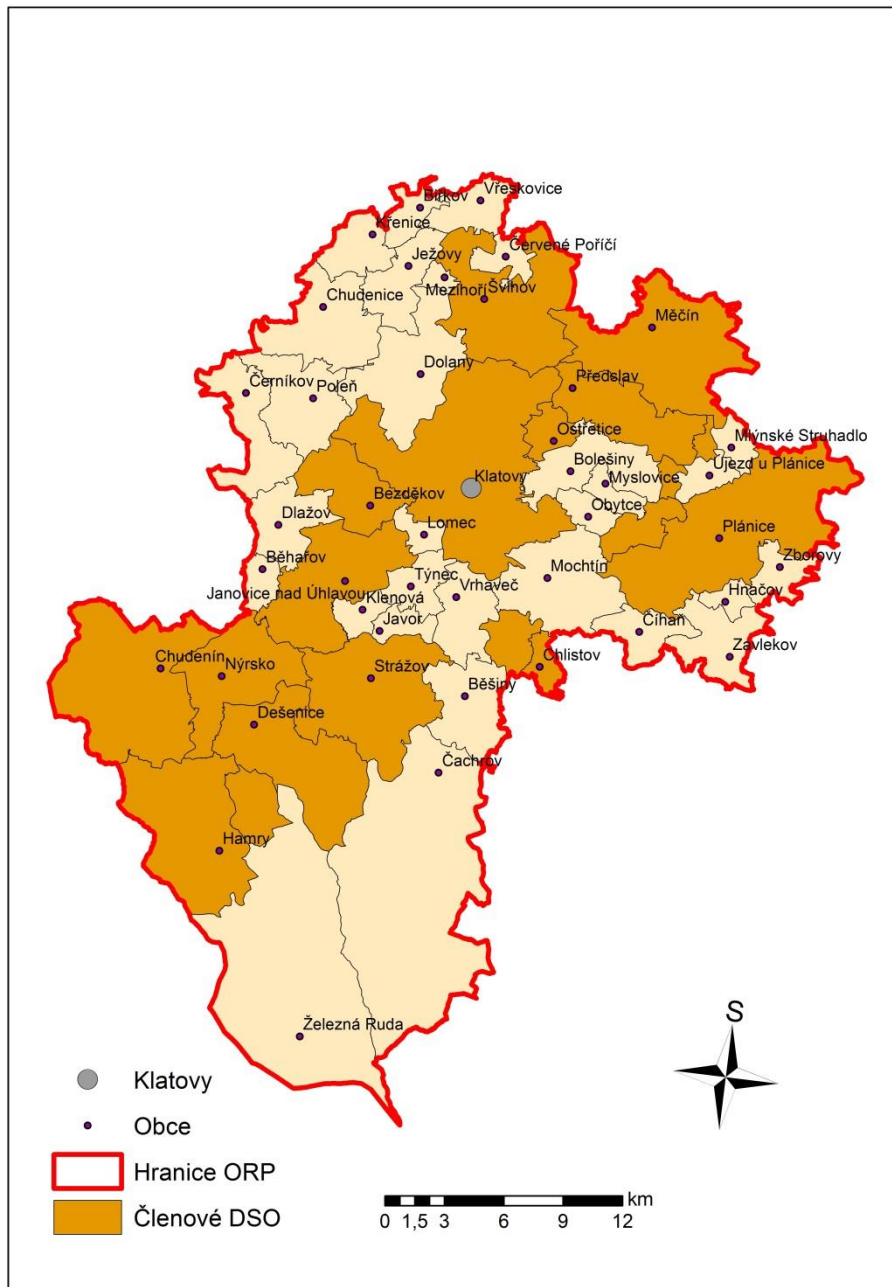 Vřeskovice
Biřkov
Křenice
Červené Poříčí
Ježovy
Mezihoří
Švihov
Chudenice
Měčín
Dolany
Předslav
Černíkov
Poleň
Ostřetice
Mlýnské Struhadlo
Bolešiny
Újezd u Plánice
Klatovy
Myslovice
Bezděkov
Obytce
Dlažov
Lomec
Plánice
Běhařov
Zborovy
Týnec
Mochtín
Janovice nad Úhlavou
Klenová
Vrhaveč
Hnačov
Javor
Číhaň
Zavlekov
Chudenín
Nýrsko
Strážov
Chlistov
Běšiny
Dešenice
Čachrov
Hamry
Železná Ruda
S
Klatovy
Obce
Hranice ORP
Členové DSO
km
0 1,5 3 6 9 12